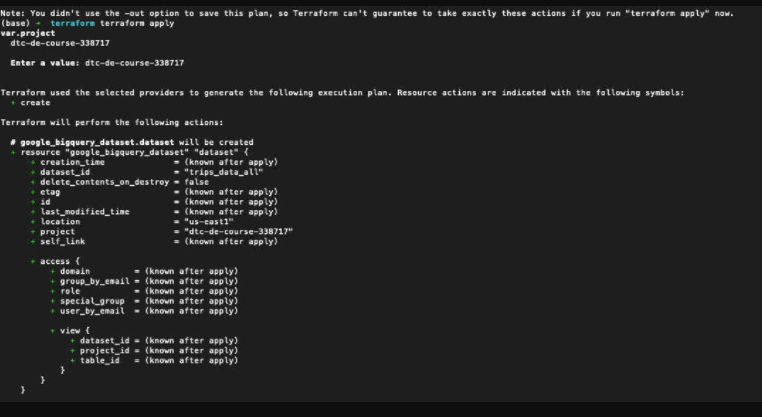 Note: You didn't use the -out option to save this plan, so Terraform can't guarantee to take exactly these actions if you run "terraform apply" now.
(base) ➜  terraform terraform apply
var.project
  dtc-de-course-338717

  Enter a value: dtc-de-course-338717


Terraform used the selected providers to generate the following execution plan. Resource actions are indicated with the following symbols:
  + create

Terraform will perform the following actions:

  # google_bigquery_dataset.dataset will be created
  + resource "google_bigquery_dataset" "dataset" {
      + creation_time              = (known after apply)
      + dataset_id                 = "trips_data_all"
      + delete_contents_on_destroy = false
      + etag                       = (known after apply)
      + id                         = (known after apply)
      + last_modified_time         = (known after apply)
      + location                   = "us-east1"
      + project                    = "dtc-de-course-338717"
      + self_link                  = (known after apply)

      + access {
          + domain         = (known after apply)
          + group_by_email = (known after apply)
          + role           = (known after apply)
          + special_group  = (known after apply)
          + user_by_email  = (known after apply)

          + view {
              + dataset_id = (known after apply)
              + project_id = (known after apply)
              + table_id   = (known after apply)
            }
        }
    }